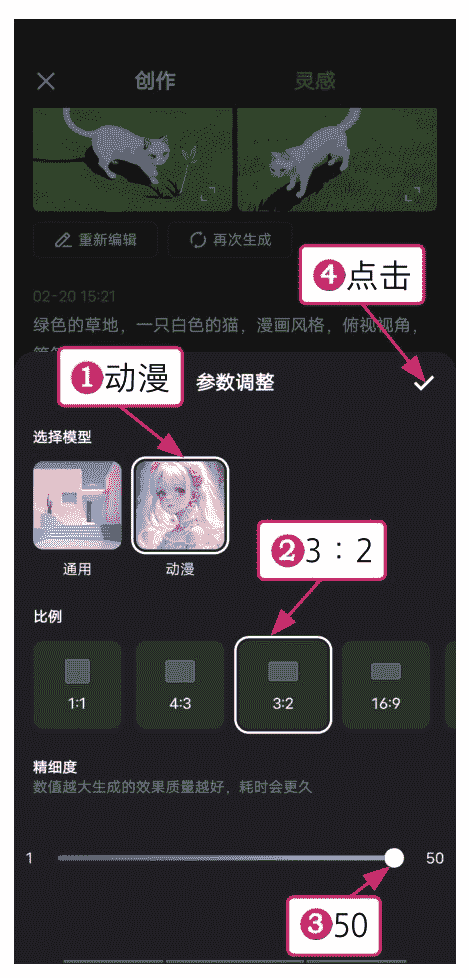 创作 灵感
重新编辑 再次生成
④点击
02-20 15:21
绿色的草地，一只白色的猫，漫画风格，俯视视角，
①动漫
参数调整
选择模型
通用 动漫
②3：2
比例
1:1 4:3 3:2 16:9
精细度
数值越大生成的效果质量越好，耗时会更久
1 50
③50